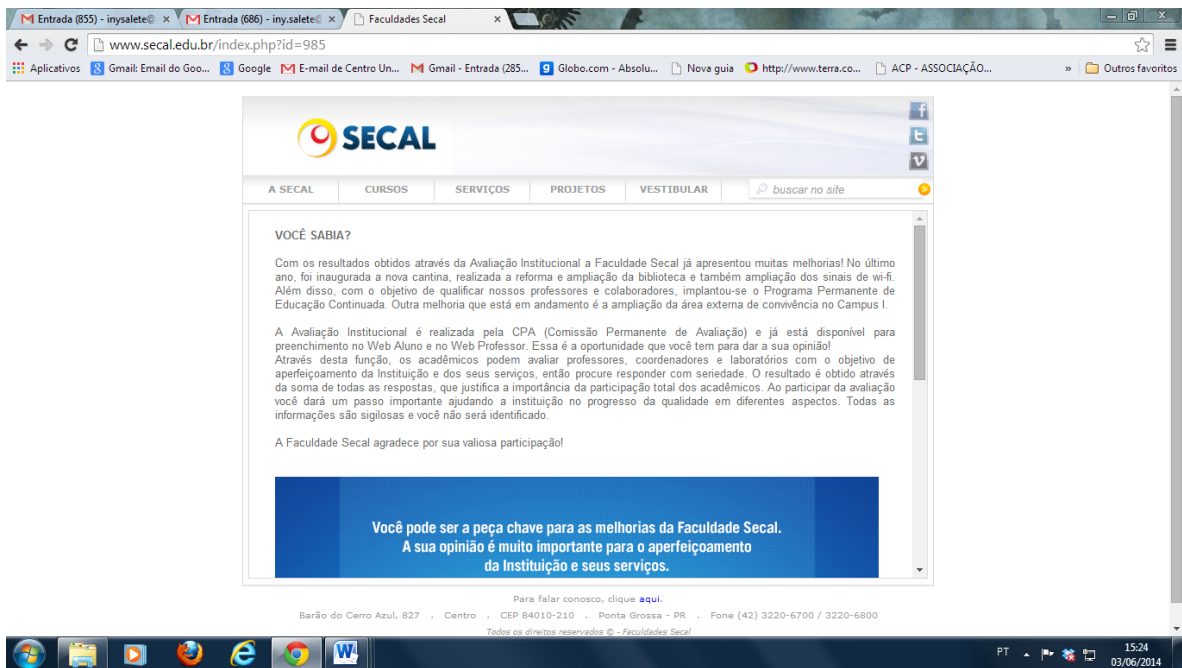 Entrada (855) - inysalete©
Entrada (686) - iny.salete©
Faculdades Secal
www.secal.edu.br/index.php?id=985
Aplicativos
Gmail: Email do Goo...
Google
E-mail de Centro Un...
Gmail - Entrada (285...
Globo.com - Absolu...
Nova guia
http://www.terra.co...
ACP - ASSOCIAÇÃO...
»
Outros favoritos
SECAL
A SECAL
CURSOS
SERVIÇOS
PROJETOS
VESTIBULAR
buscar no site
VOCÊ SABIA?
Com os resultados obtidos através da Avaliação Institucional a Faculdade Secal já apresentou muitas melhorias! No último
ano, foi inaugurada a nova cantina, realizada a reforma e ampliação da biblioteca e também ampliação dos sinais de wi-fi.
Além disso, com o objetivo de qualificar nossos professores e colaboradores, implantou-se o Programa Permanente de
Educação Continuada. Outra melhoria que está em andamento é a ampliação da área externa de convivência no Campus I.
A Avaliação Institucional é realizada pela CPA (Comissão Permanente de Avaliação) e já está disponível para
preenchimento no Web Aluno e no Web Professor. Essa é a oportunidade que você tem para dar a sua opinião!
Através desta função, os acadêmicos podem avaliar professores, coordenadores e laboratórios com o objetivo de
aperfeiçoamento da Instituição e dos seus serviços, então procure responder com seriedade. O resultado é obtido através
da soma de todas as respostas, que justifica a importância da participação total dos acadêmicos. Ao participar da avaliação
você dará um passo importante ajudando a instituição no progresso da qualidade em diferentes aspectos. Todas as
informações são sigilosas e você não será identificado.
A Faculdade Secal agradece por sua valiosa participação!
Você pode ser a peça chave para as melhorias da Faculdade Secal.
A sua opinião é muito importante para o aperfeiçoamento
da Instituição e seus serviços.
Para falar conosco, clique aqui.
Barão do Cerro Azul, 827 . Centro . CEP 84010-210 . Ponta Grossa - PR . Fone (42) 3220-6700 / 3220-6800
Todos os direitos reservados © - Faculdades Secal
PT
15:24
03/06/2014